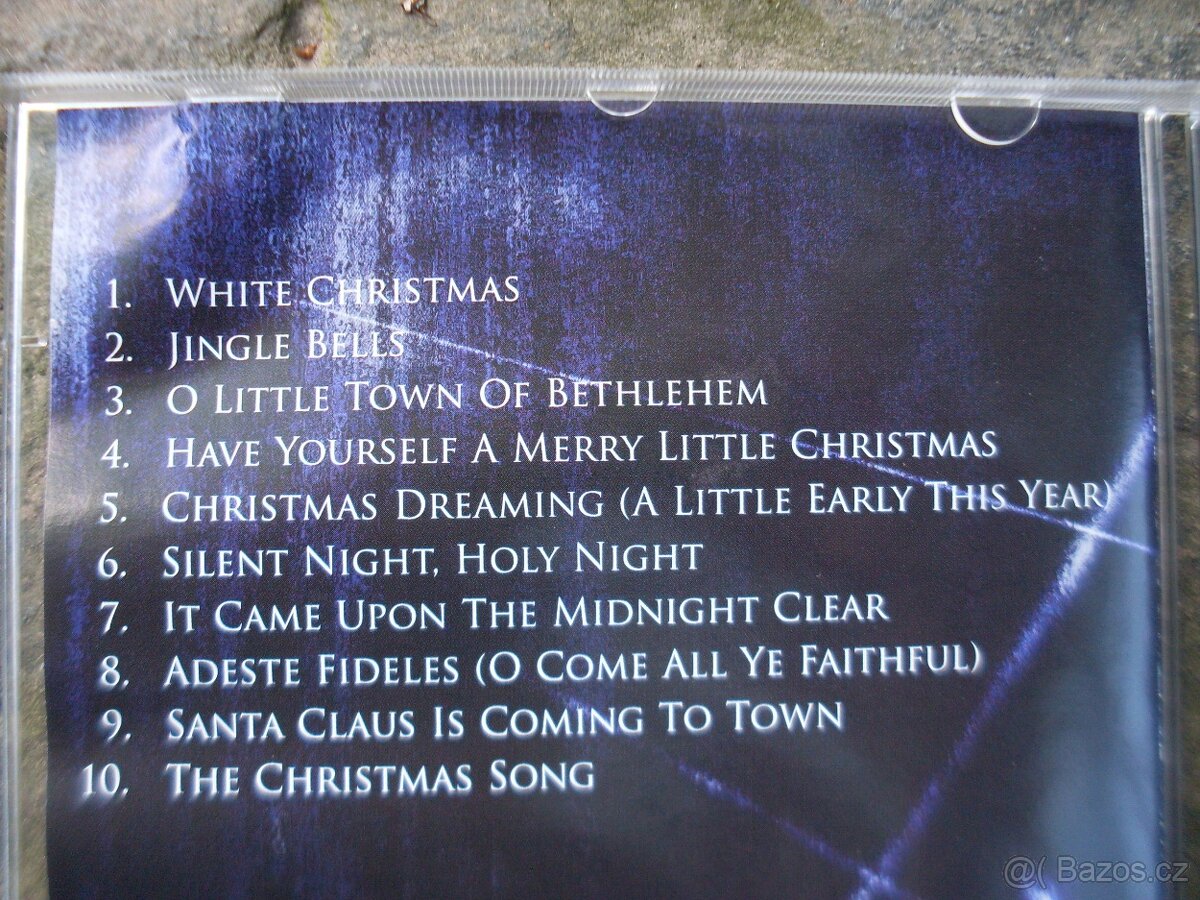 1. White Christmas
2. Jingle Bells
3. O Little Town Of Bethlehem
4. Have Yourself A Merry Little Christmas
5. Christmas Dreaming (A Little Early This Year)
6. Silent Night, Holy Night
7. It Came Upon The Midnight Clear
8. Adeste Fideles (O Come All Ye Faithful)
9. Santa Claus Is Coming To Town
10. The Christmas Song
@( Bazos.cz